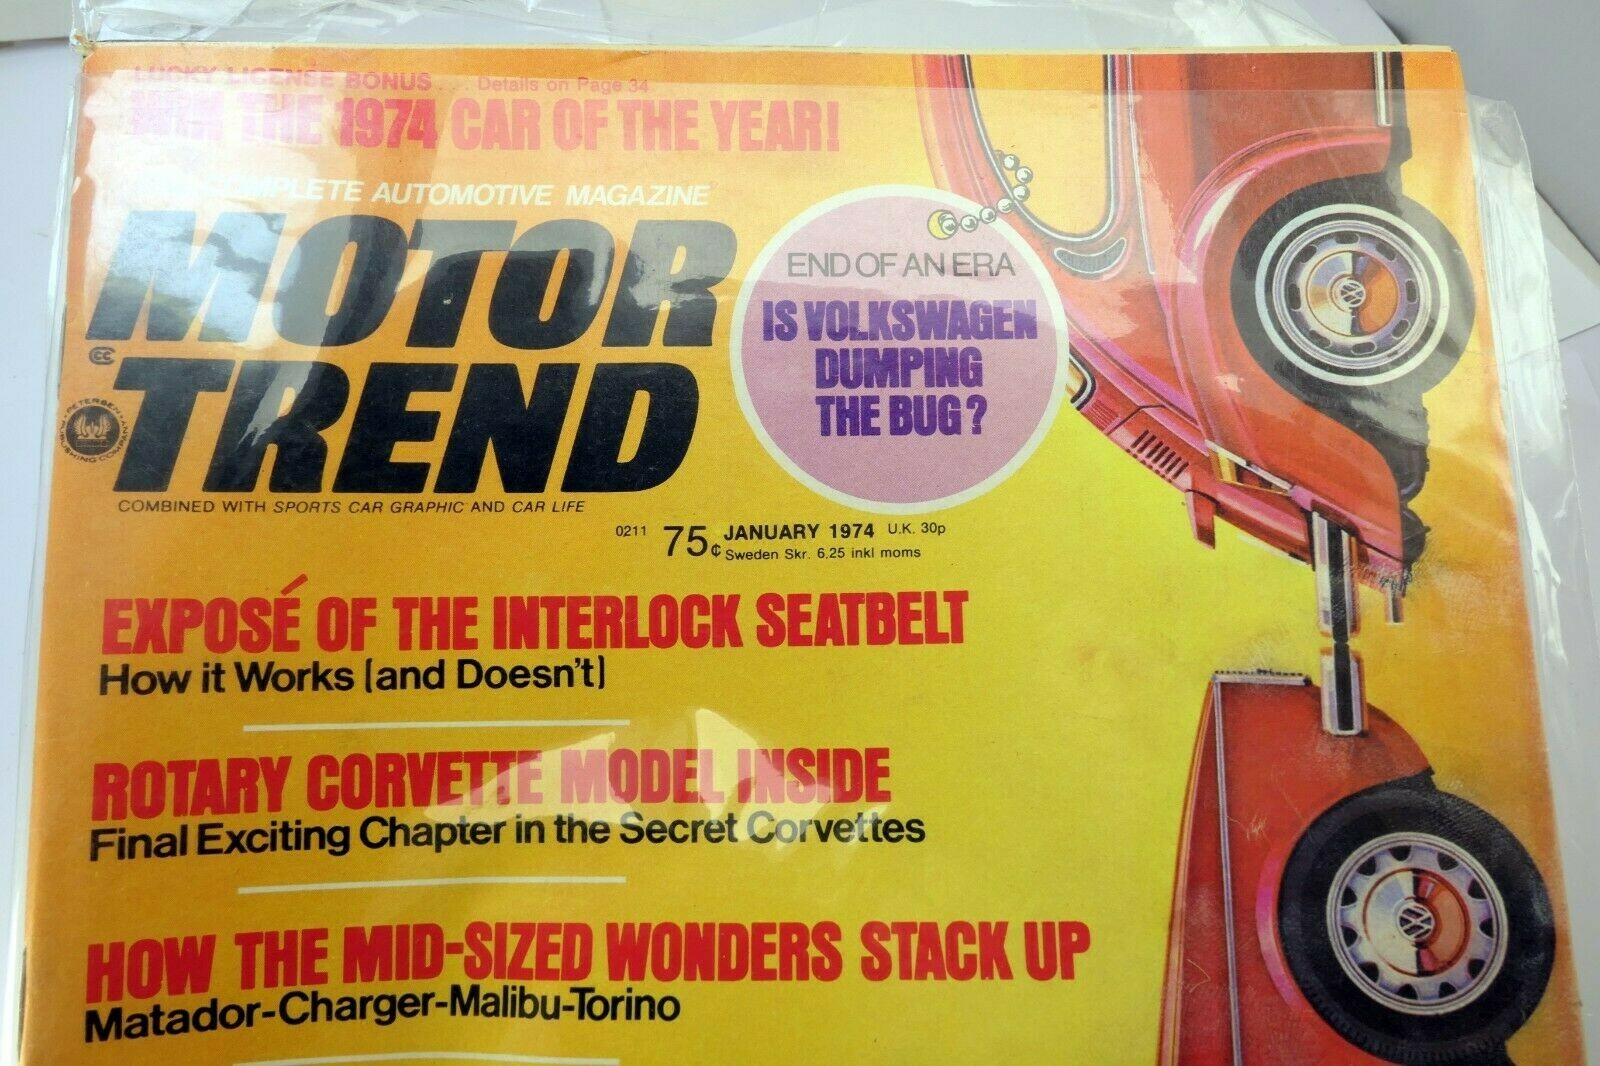 LUCKY LICENSE BONUS . . . Details on Page 34
WIN THE 1974 CAR OF THE YEAR!
COMPLETE AUTOMOTIVE MAGAZINE
MOTOR
TREND
CC
PETERSEN PUBLISHING COMPANY
COMBINED WITH SPORTS CAR GRAPHIC AND CAR LIFE
END OF AN ERA
IS VOLKSWAGEN
DUMPING
THE BUG?
0211 75¢ JANUARY 1974 U.K. 30p
Sweden Skr. 6,25 inkl moms
EXPOSÉ OF THE INTERLOCK SEATBELT
How it Works (and Doesn't)
ROTARY CORVETTE MODEL INSIDE
Final Exciting Chapter in the Secret Corvettes
HOW THE MID-SIZED WONDERS STACK UP
Matador-Charger-Malibu-Torino